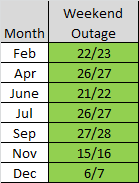 Month Weekend Outage
Feb 22/23
Apr 26/27
June 21/22
Jul 26/27
Sep 27/28
Nov 15/16
Dec 6/7